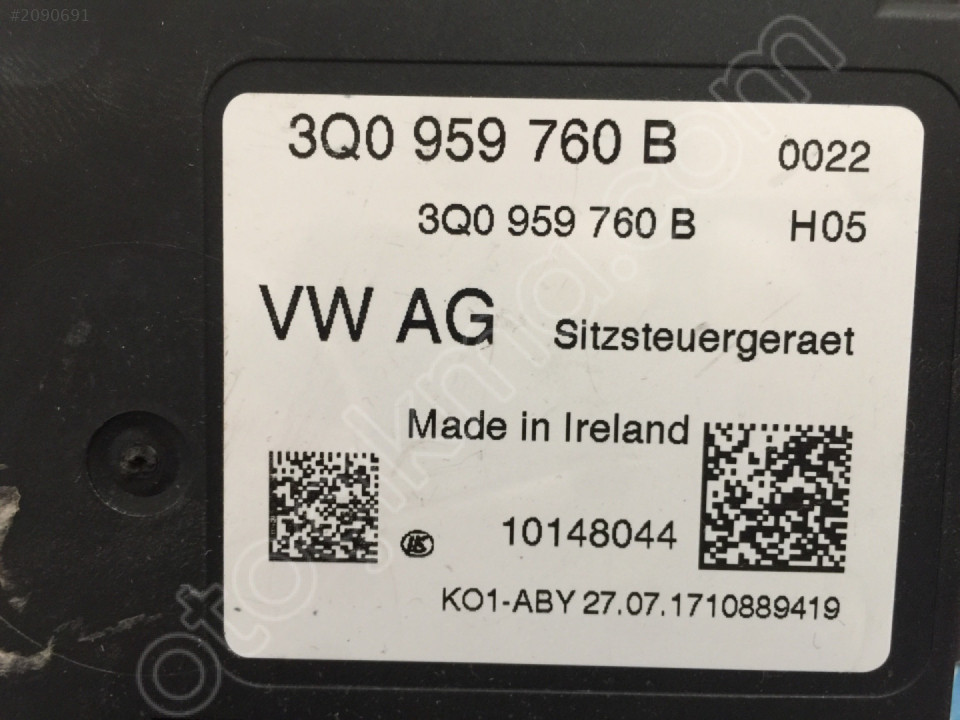 #2090691
3Q0 959 760 B 0022
3Q0 959 760 B H05
VW AG Sitzsteuergeraet
Made in Ireland
10148044
KO1-ABY 27.07.1710889419
otocikma.com